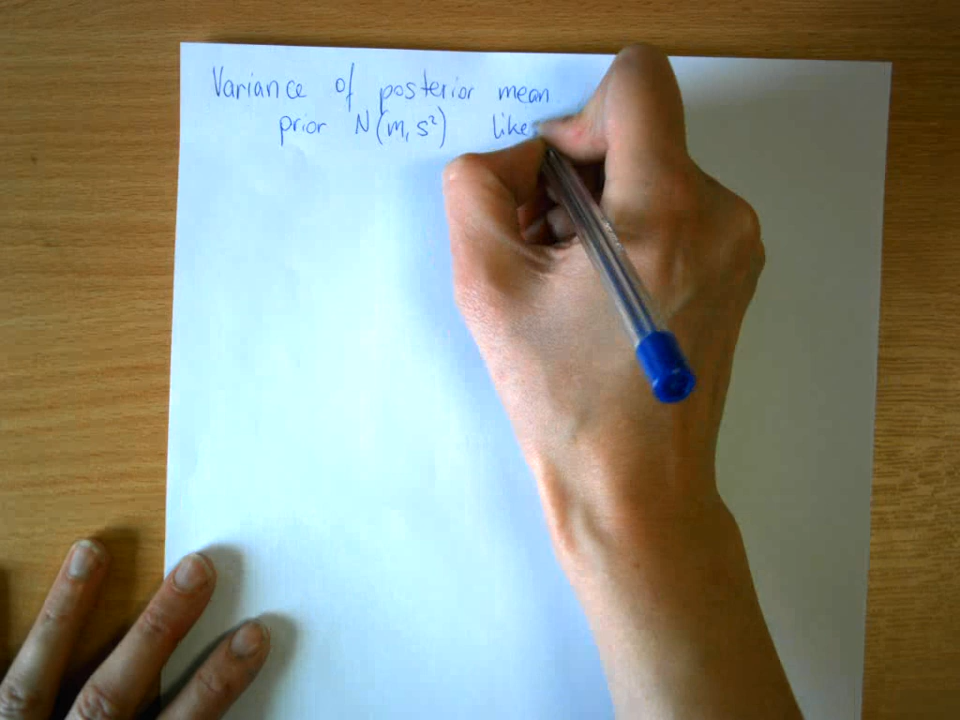 Variance of posterior mean
prior N(m, s²) like